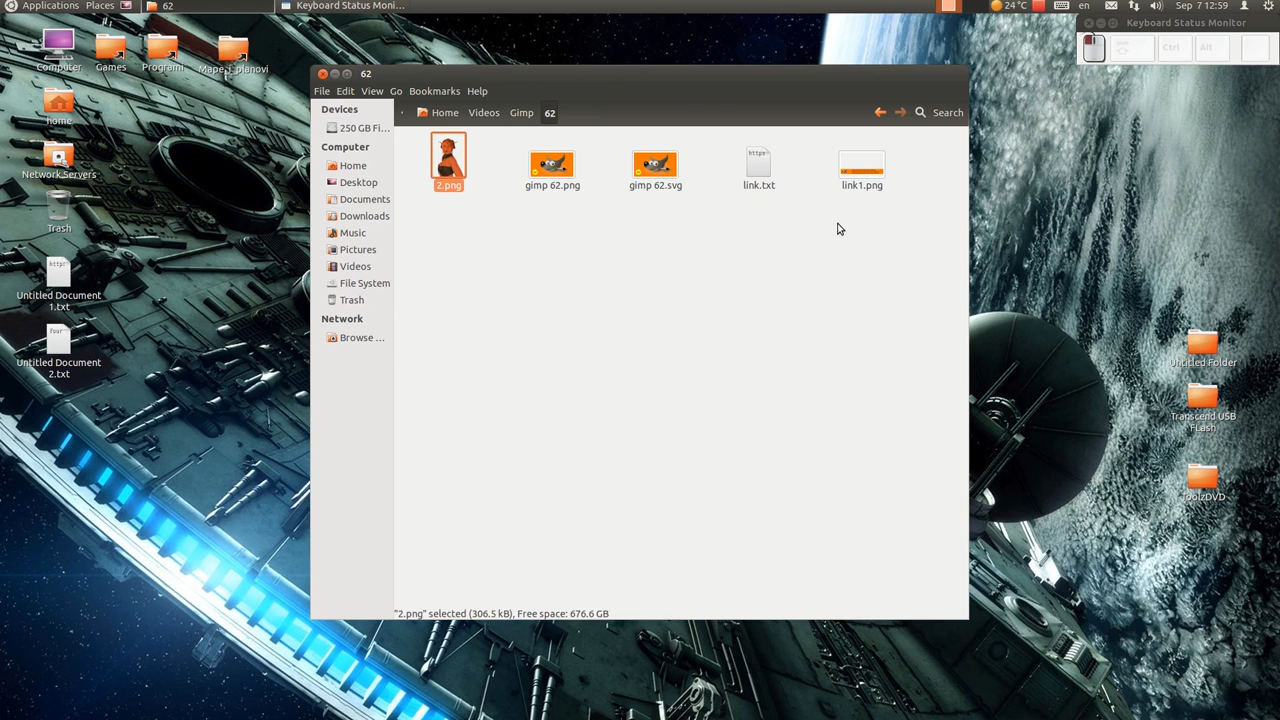 Applications Places 62 Keyboard Status Moni... 24 °C en Sep 7 12:59
Keyboard Status Monitor
Ctrl Alt
Computer Games Programi
home
Network Servers
Trash
Untitled Document
1.txt
Untitled Document
2.txt
62
File Edit View Go Bookmarks Help
Home Videos Gimp 62 Search
Devices
250 GB Fi...
Computer
Home
Desktop
Documents
Downloads
Music
Pictures
Videos
File System
Trash
Network
Browse ...
2.png gimp 62.png gimp 62.svg link.txt link1.png
"2.png" selected (306.5 kB), Free space: 676.6 GB
Untitled Folder
Transcend USB
FLash
ToolzDVD